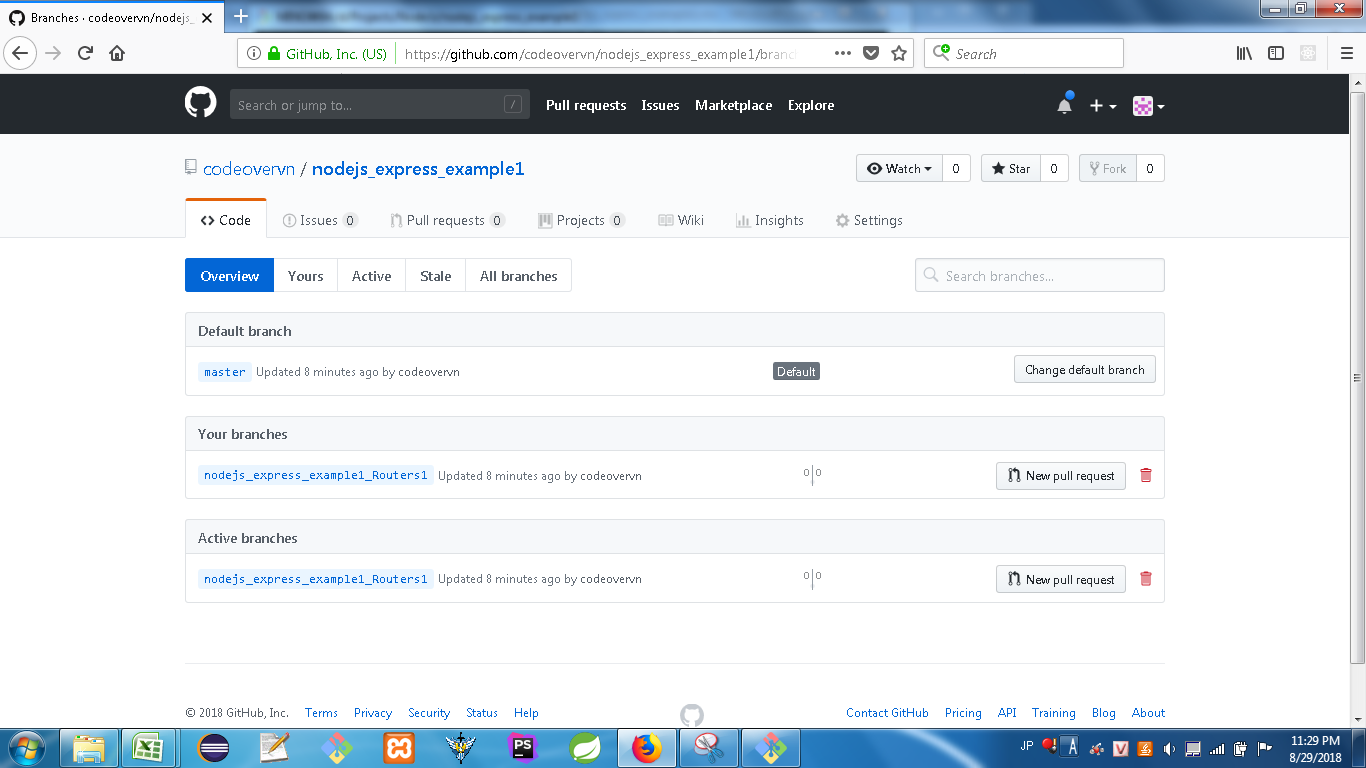 Branches · codeovervn/nodejs_
GitHub, Inc. (US) https://github.com/codeovervn/nodejs_express_example1/branc
Search
Search or jump to... / Pull requests Issues Marketplace Explore
codeovervn / nodejs_express_example1 Watch 0 Star 0 Fork 0
Code Issues 0 Pull requests 0 Projects 0 Wiki Insights Settings
Overview Yours Active Stale All branches Search branches...
Default branch
master Updated 8 minutes ago by codeovervn Default Change default branch
Your branches
nodejs_express_example1_Routers1 Updated 8 minutes ago by codeovervn 0 0 New pull request
Active branches
nodejs_express_example1_Routers1 Updated 8 minutes ago by codeovervn 0 0 New pull request
© 2018 GitHub, Inc. Terms Privacy Security Status Help Contact GitHub Pricing API Training Blog About
PS JP A V 11:29 PM
8/29/2018